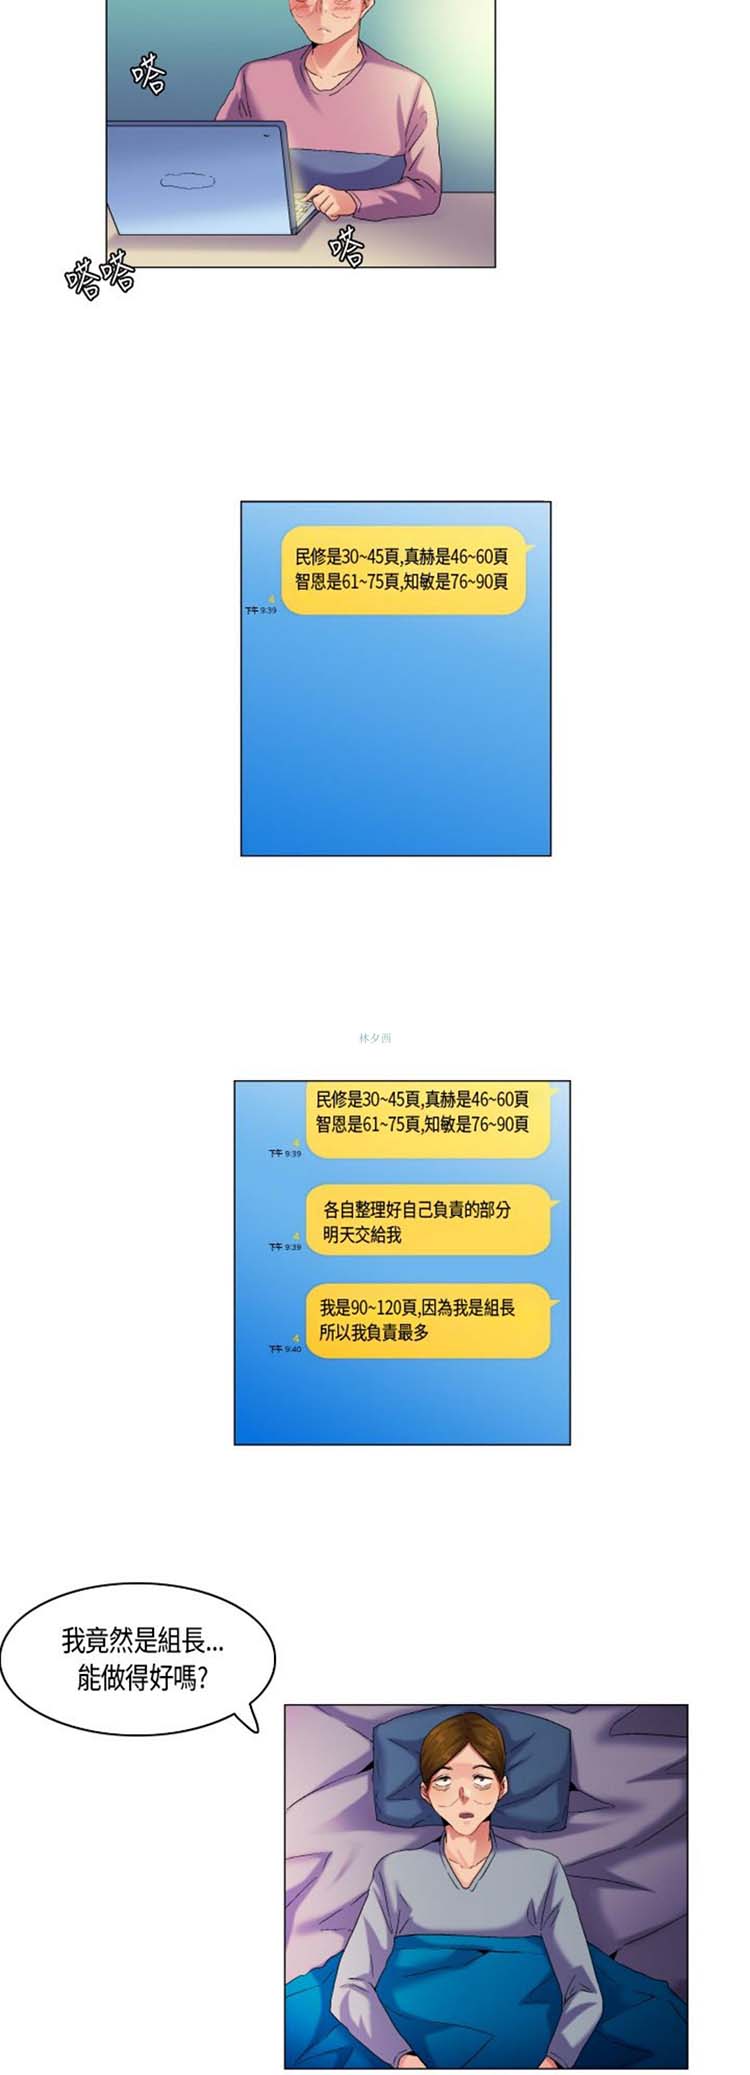 嗒
嗒
嗒嗒
民修是30~45頁,真赫是46~60頁
智恩是61~75頁,知敏是76~90頁
4
下午 9:39
林夕西
民修是30~45頁,真赫是46~60頁
智恩是61~75頁,知敏是76~90頁
4
下午 9:39
各自整理好自己負責的部分
明天交給我
4
下午 9:39
我是90~120頁,因為我是組長
所以我負責最多
4
下午 9:40
我竟然是組長...
能做得好嗎?